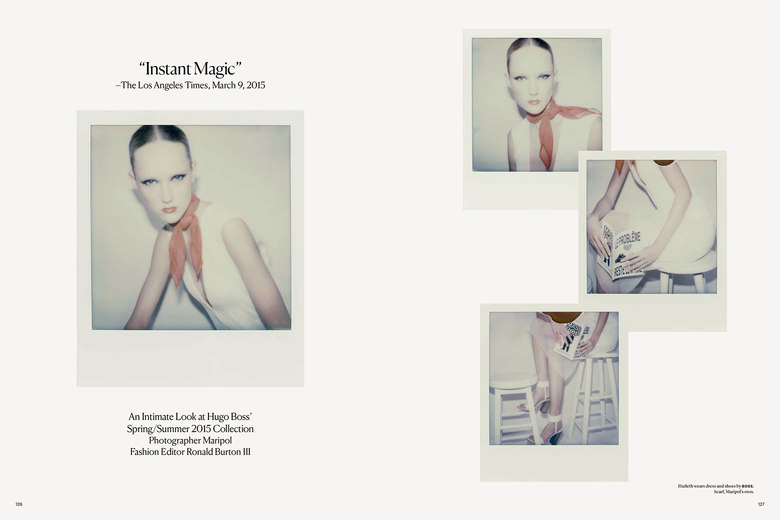 “Instant Magic”
–The Los Angeles Times, March 9, 2015
An Intimate Look at Hugo Boss’
Spring/Summer 2015 Collection
Photographer Maripol
Fashion Editor Ronald Burton III
PROBLÈME
RESTE
wears dress and shoes by BOSS.
Scarf, Maripol's own.
126
127